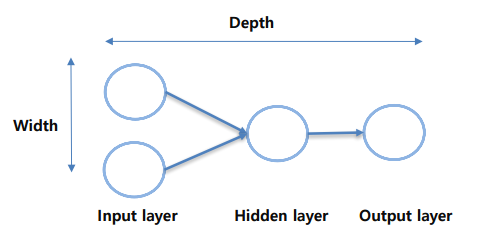 Depth
Width
Input layer
Hidden layer
Output layer